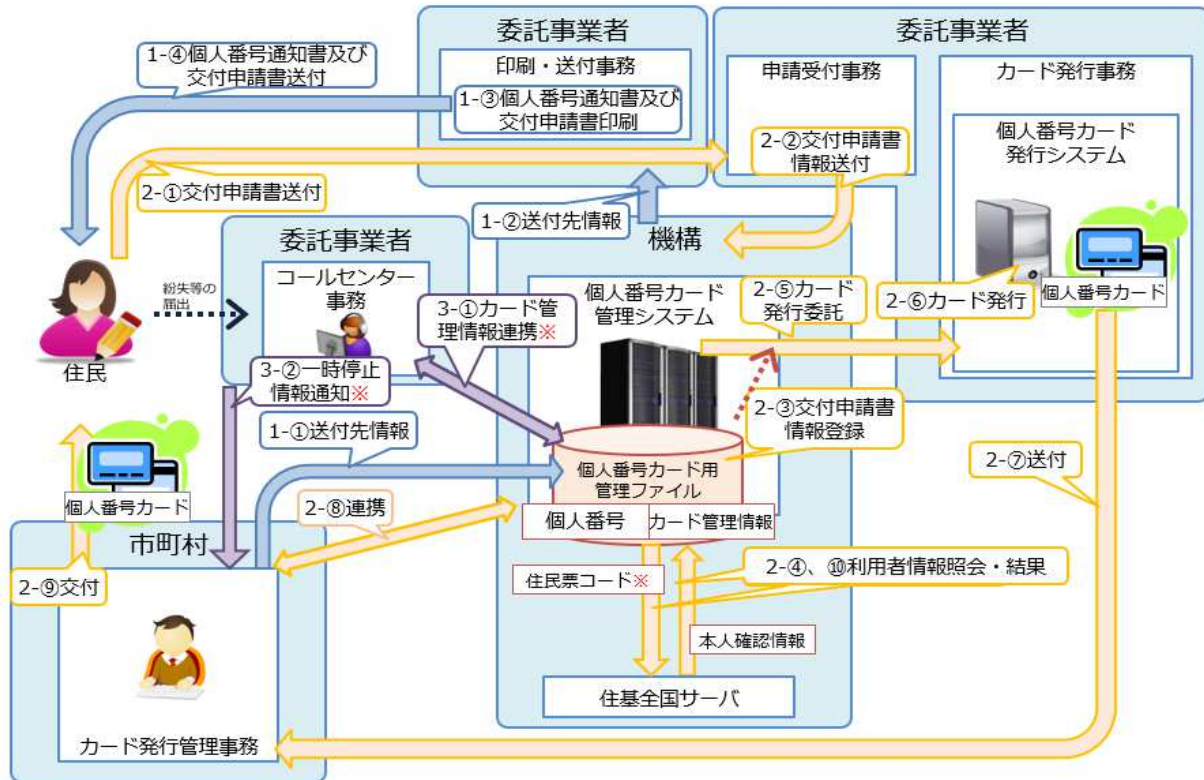 委託事業者
印刷・送付事務
1-③個人番号通知書及び
交付申請書印刷
1-④個人番号通知書及び
交付申請書送付
委託事業者
申請受付事務
カード発行事務
個人番号カード
発行システム
2-②交付申請書
情報送付
2-①交付申請書送付
1-②送付先情報
機構
委託事業者
コールセンター
事務
紛失等の
届出
住民
3-①カード管
理情報連携※
3-②一時停止
情報通知※
個人番号カード
管理システム
2-⑤カード
発行委託
2-⑥カード発行
個人番号カード
2-③交付申請書
情報登録
1-①送付先情報
個人番号カード用
管理ファイル
個人番号
カード管理情報
2-⑦送付
個人番号カード
2-⑧連携
市町村
2-⑨交付
住民票コード※
2-④、⑩利用者情報照会・結果
本人確認情報
住基全国サーバ
カード発行管理事務